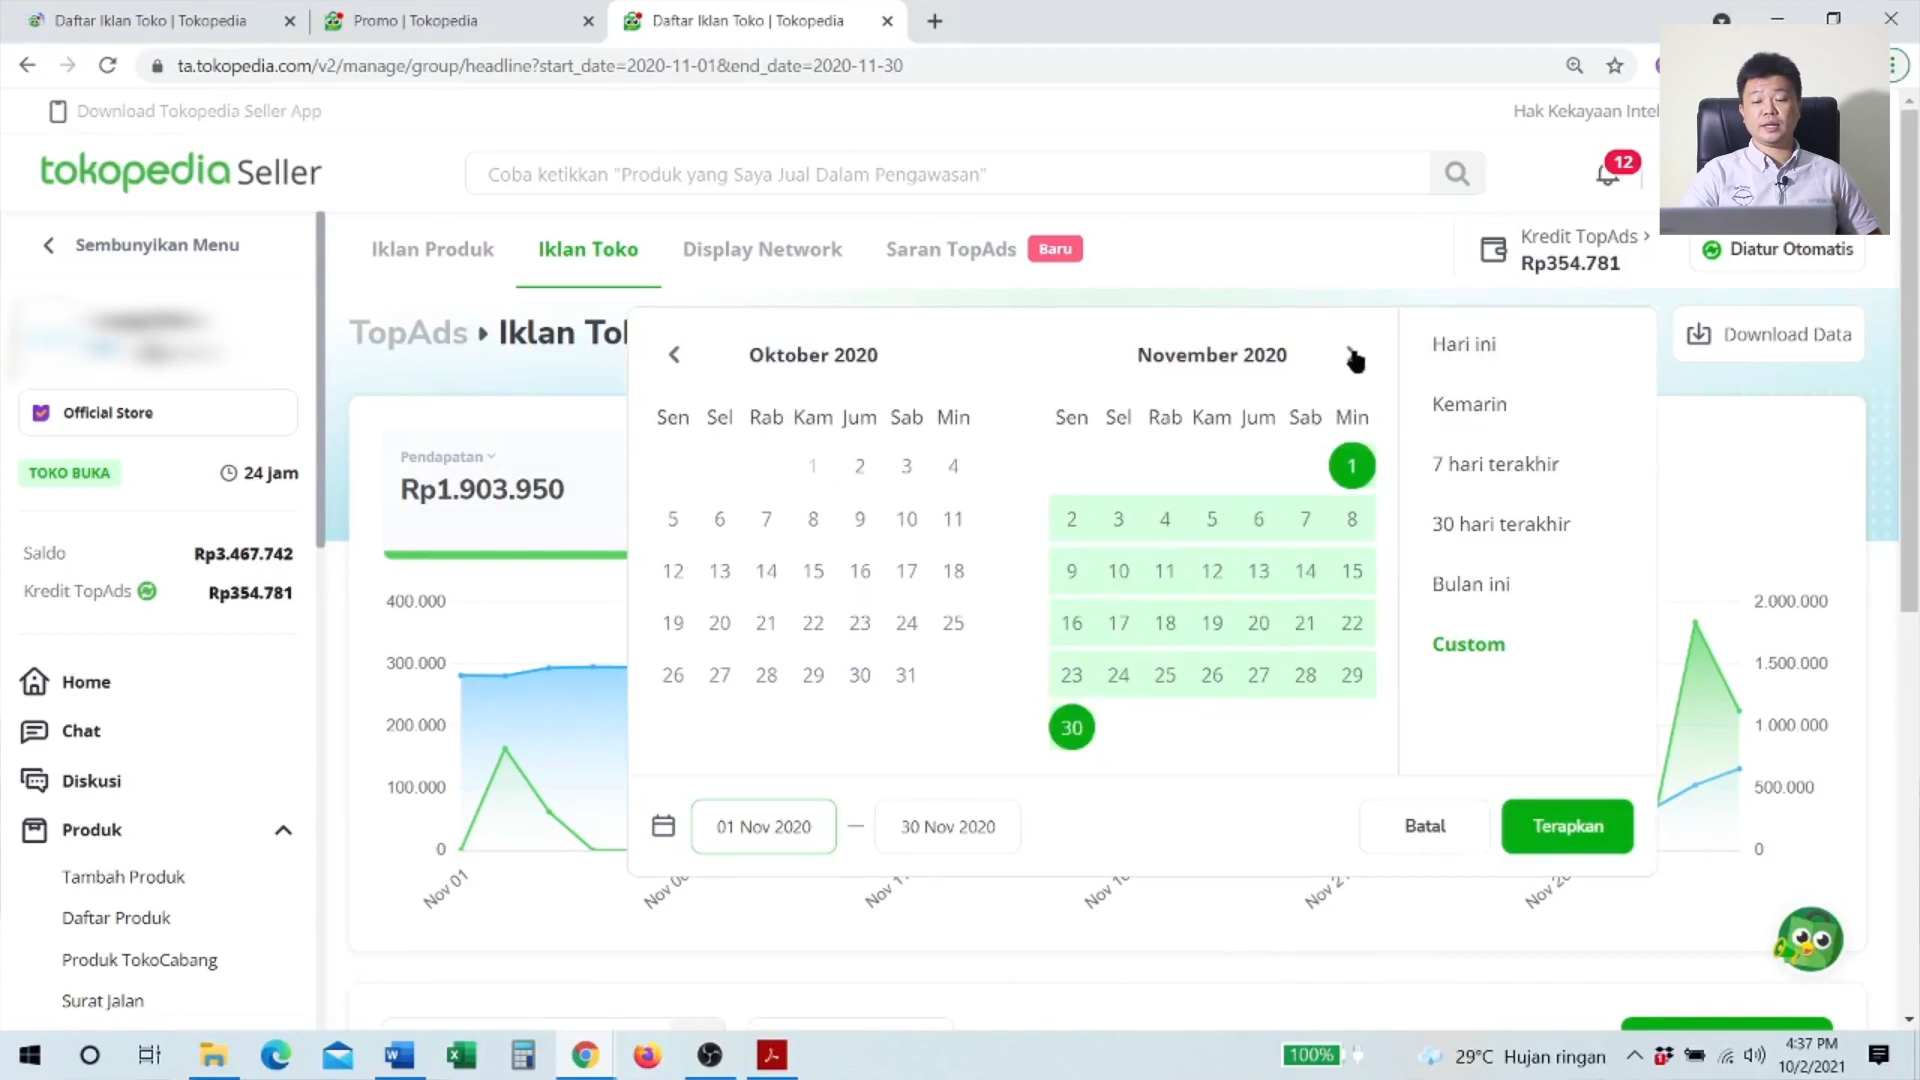 Daftar Iklan Toko | Tokopedia
Promo | Tokopedia
Daftar Iklan Toko | Tokopedia
ta.tokopedia.com/v2/manage/group/headline?start_date=2020-11-01&end_date=2020-11-30
Download Tokopedia Seller App
Hak Kekayaan Intel
tokopedia Seller
Coba ketikkan "Produk yang Saya Jual Dalam Pengawasan"
12
Sembunyikan Menu
Iklan Produk
Iklan Toko
Display Network
Saran TopAds
Baru
Kredit TopAds
Rp354.781
Diatur Otomatis
TopAds
Iklan Tol
Download Data
Official Store
TOKO BUKA
24 Jam
Saldo
Rp3.467.742
Kredit TopAds
Rp354.781
Home
Chat
Diskusi
Produk
Tambah Produk
Daftar Produk
Produk TokoCabang
Surat Jalan
Pendapatan
Rp1.903.950
400.000
300.000
200.000
100.000
0
Oktober 2020
Sen Sel Rab Kam Jum Sab Min
1 2 3 4
5 6 7 8 9 10 11
12 13 14 15 16 17 18
19 20 21 22 23 24 25
26 27 28 29 30 31
November 2020
Sen Sel Rab Kam Jum Sab Min
1
2 3 4 5 6 7 8
9 10 11 12 13 14 15
16 17 18 19 20 21 22
23 24 25 26 27 28 29
30
Hari ini
Kemarin
7 hari terakhir
30 hari terakhir
Bulan ini
Custom
01 Nov 2020
—
30 Nov 2020
Batal
Terapkan
2.000.000
1.500.000
1.000.000
500.000
0
Nov 01
Nov
Nov
Nov
Nov
Nov
100%
29°C Hujan ringan
4:37 PM
10/2/2021